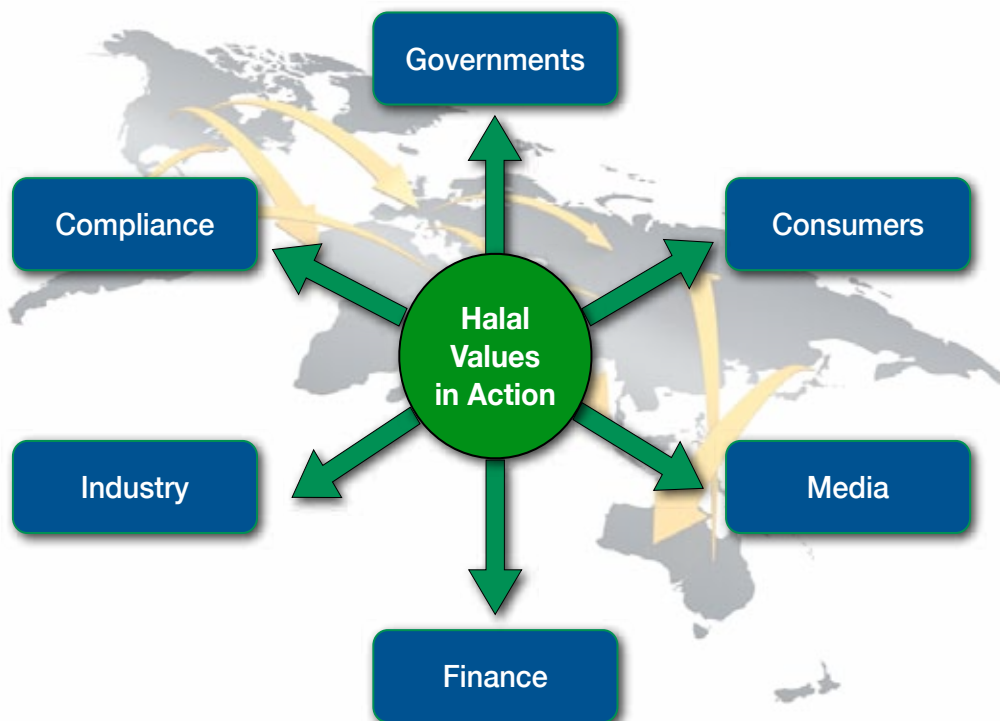 Governments
Compliance
Consumers
Halal
Values
in Action
Industry
Media
Finance